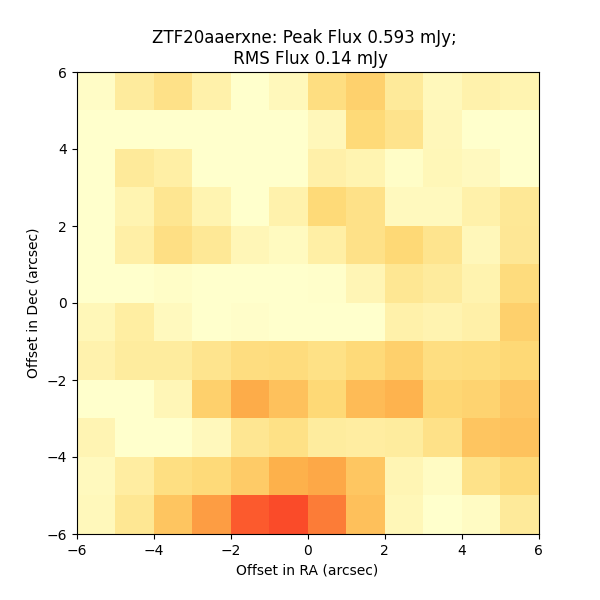 ZTF20aaerxne: Peak Flux 0.593 mJy;
RMS Flux 0.14 mJy
6
4
2
0
−2
−4
−6
Offset in Dec (arcsec)
−6 −4 −2 0 2 4 6
Offset in RA (arcsec)